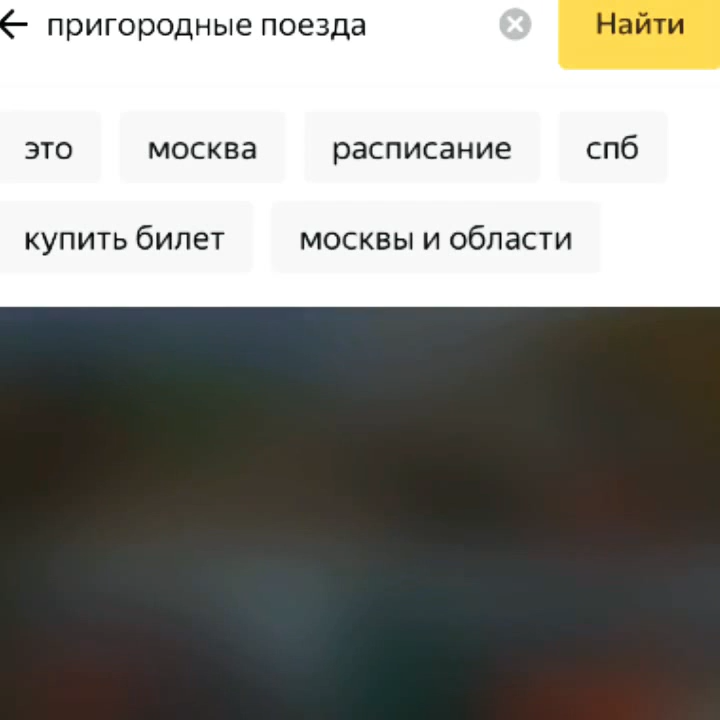 пригородные поезда Найти
это москва расписание спб
купить билет москвы и области